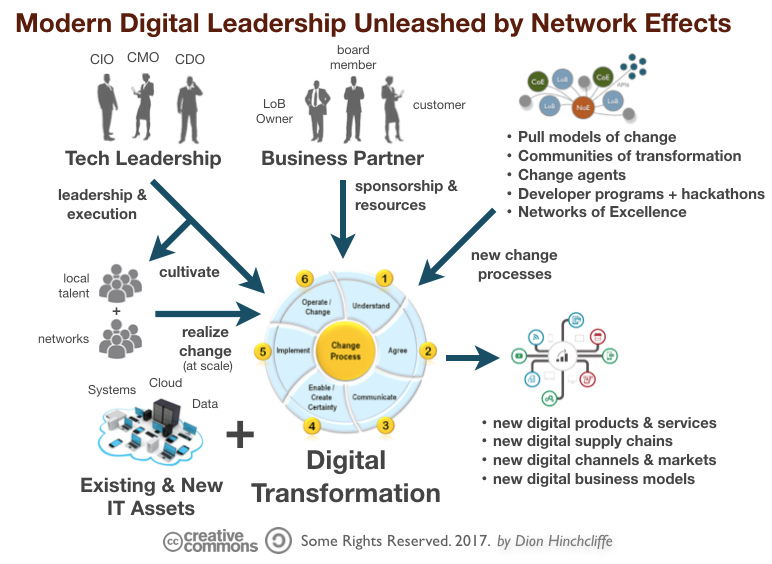 Modern Digital Leadership Unleashed by Network Effects
CIO
CMO
CDO
Tech Leadership
board
member
LoB
Owner
customer
Business Partner
CoE
LoB
CoE
APIs
LoB
NoE
LoB
• Pull models of change
• Communities of transformation
• Change agents
• Developer programs + hackathons
• Networks of Excellence
leadership &
execution
sponsorship &
resources
cultivate
new change
processes
local
talent
+
networks
realize
change
(at scale)
6
1
Operate /
Change
Understand
5
Implement
Change
Process
Agree
2
Enable /
Create
Certainty
Communicate
4
3
Systems
Cloud
Data
+
Existing & New
IT Assets
Digital
Transformation
• new digital products & services
• new digital supply chains
• new digital channels & markets
• new digital business models
cc creative
commons
Some Rights Reserved. 2017. by Dion Hinchcliffe